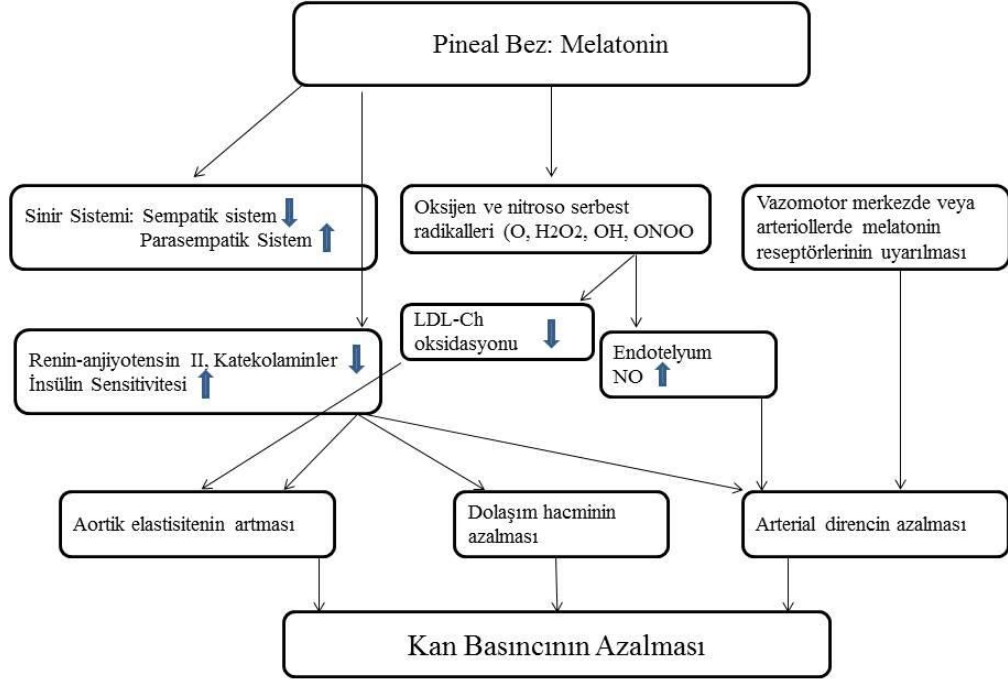 Pineal Bez: Melatonin
Sinir Sistemi: Sempatik sistem
Parasempatik Sistem
Oksijen ve nitroso serbest
radikalleri (O, H2O2, OH, ONOO
Vazomotor merkezde veya
arteriollerde melatonin
reseptörlerinin uyarılması
LDL-Ch
oksidasyonu
Renin-anjiyotensin II, Katekolaminler
İnsülin Sensitivitesi
Endotelyum
NO
Aortik elastisitenin artması
Dolaşım hacminin
azalması
Arterial direncin azalması
Kan Basıncının Azalması